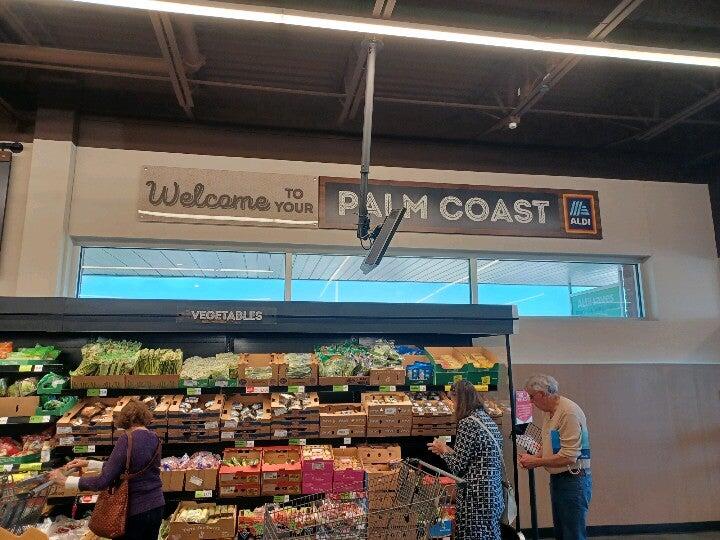 Welcome TO YOUR
PALM COAST
ALDI
VEGETABLES